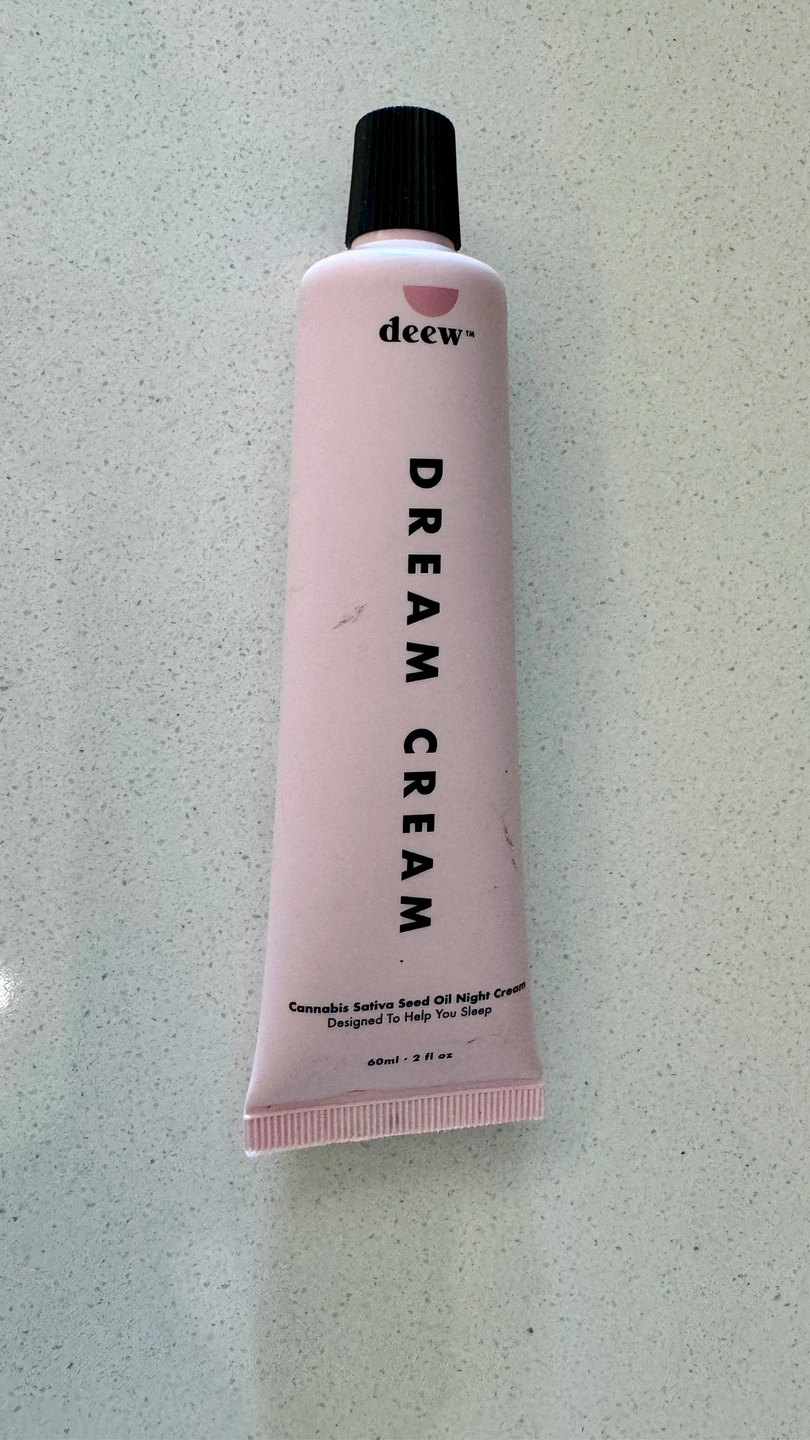 deew™
DREAM CREAM
Cannabis Sativa Seed Oil Night Cream
Designed To Help You Sleep
60ml · 2 fl oz